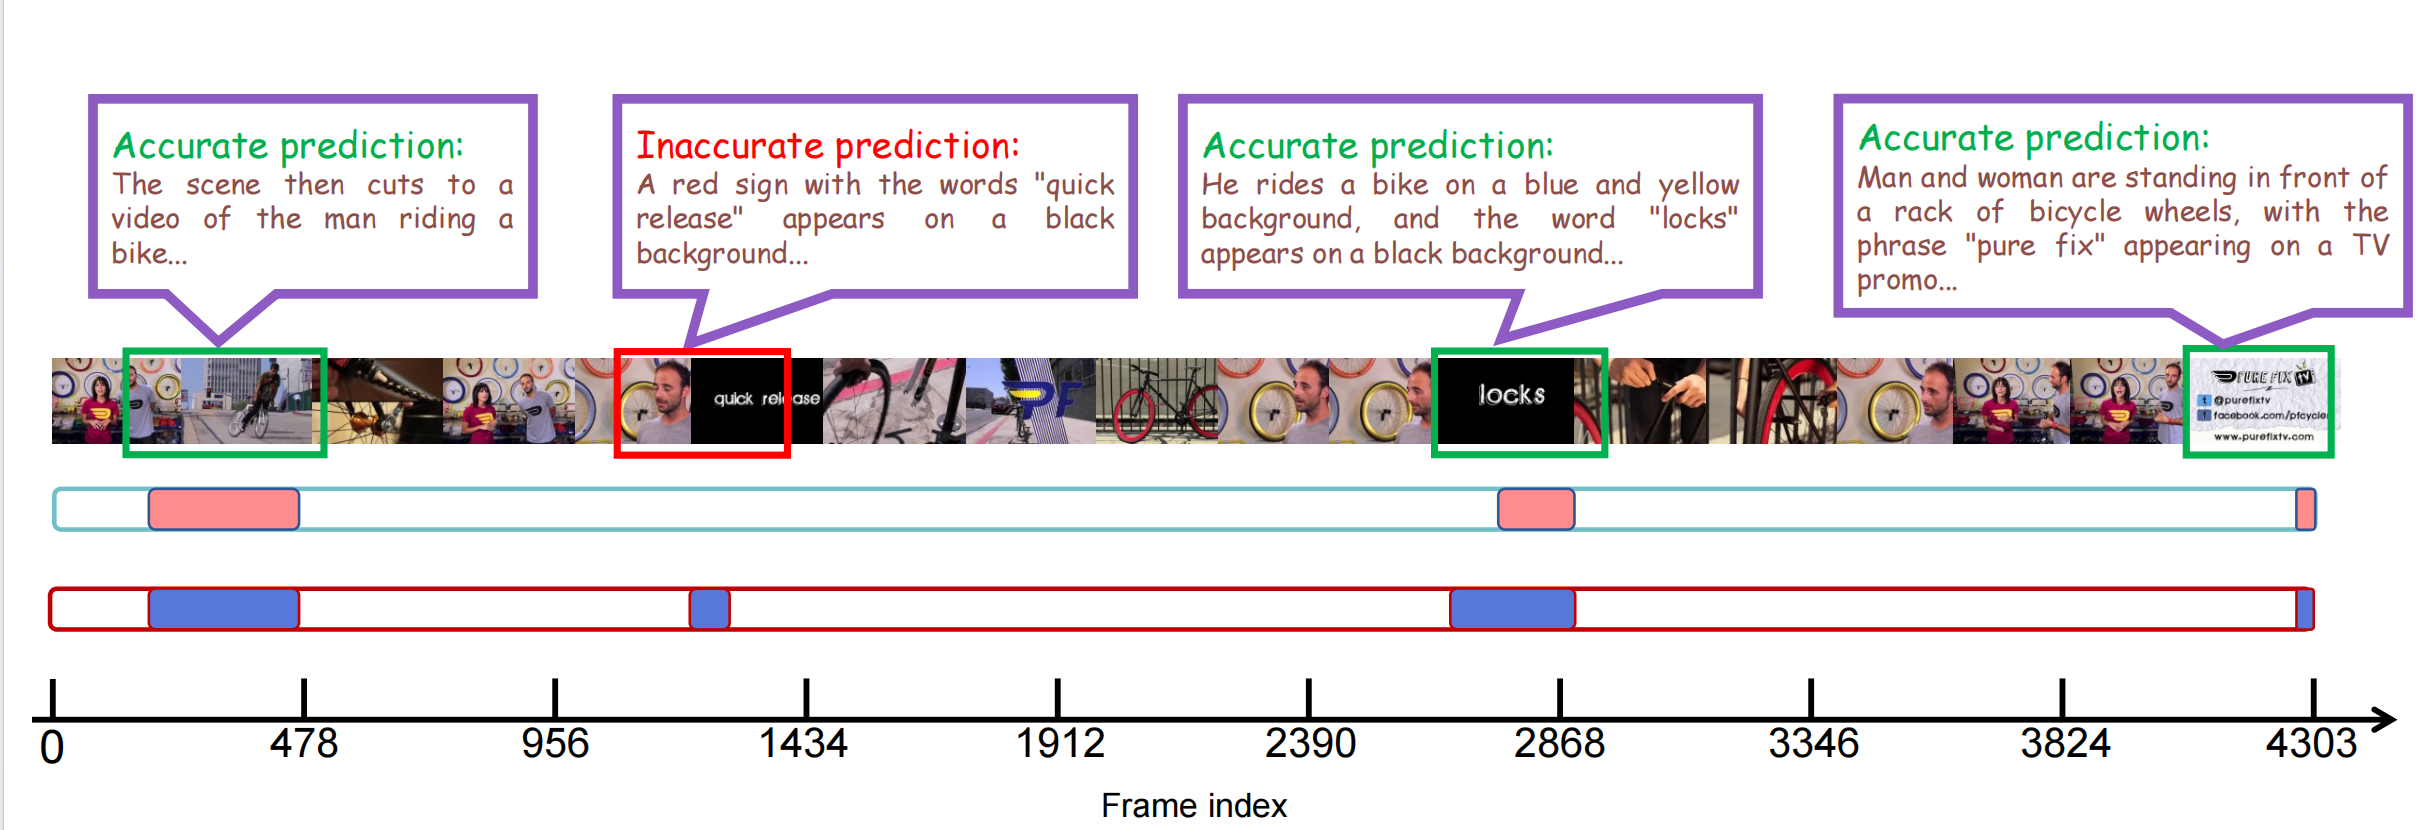 Accurate prediction:
The scene then cuts to a
video of the man riding a
bike...
Inaccurate prediction:
A red sign with the words "quick
release" appears on a black
background...
Accurate prediction:
He rides a bike on a blue and yellow
background, and the word "locks"
appears on a black background...
Accurate prediction:
Man and woman are standing in front of
a rack of bicycle wheels, with the
phrase "pure fix" appearing on a TV
promo...
quick release
PF
locks
PURE FIX TV
@purefixtv
facebook.com/pfcycle
www.purefixtv.com
0 478 956 1434 1912 2390 2868 3346 3824 4303
Frame index